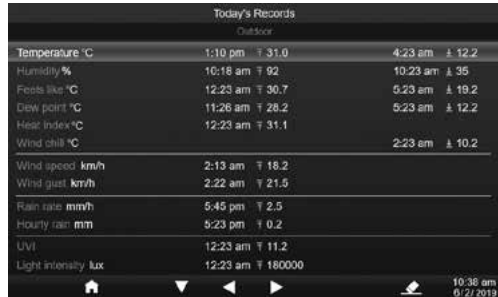 Today's Records
Outdoor
Temperature °C 1:10 pm 31.0 4:23 am 12.2
Humidity % 10:18 am 92 10:23 am 35
Feels like °C 12:23 am 30.7 5:23 am 19.2
Dew point °C 11:26 am 28.2 5:23 am 12.2
Heat index °C 12:23 am 31.1
Wind chill °C 2:23 am 10.2
Wind speed km/h 2:13 am 18.2
Wind gust km/h 2:22 am 21.5
Rain rate mm/h 5:45 pm 2.5
Hourly rain mm 5:23 pm 0.2
UVI 12:23 am 11.2
Light intensity lux 12:23 am 180000
10:38 am
6/2/2019